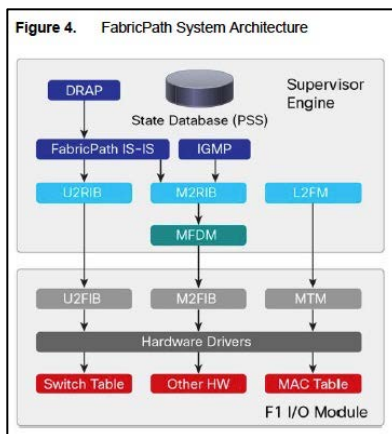 Figure 4. FabricPath System Architecture
DRAP
Supervisor
Engine
State Database (PSS)
FabricPath IS-IS IGMP
U2RIB M2RIB L2FM
MFDM
U2FIB M2FIB MTM
Hardware Drivers
Switch Table Other HW MAC Table
F1 I/O Module